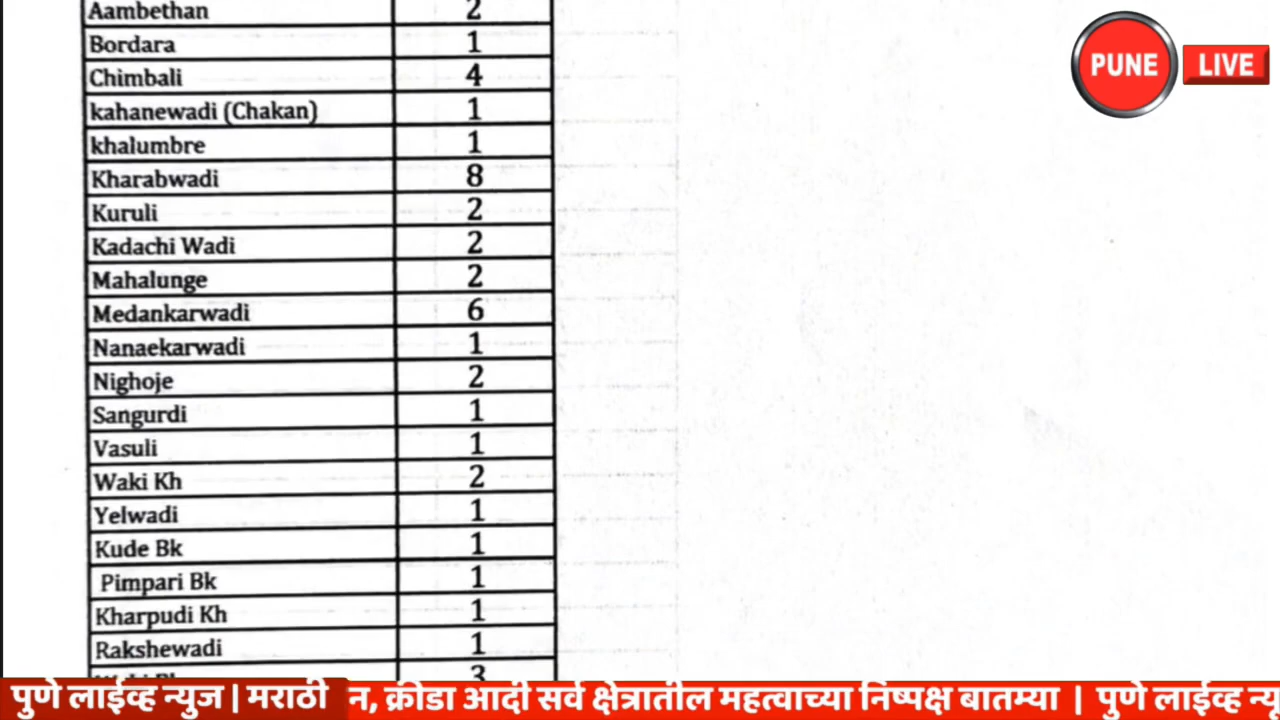 Aambethan 2
Bordara 1
Chimbali 4
kahanewadi (Chakan) 1
khalumbre 1
Kharabwadi 8
Kuruli 2
Kadachi Wadi 2
Mahalunge 2
Medankarwadi 6
Nanaekarwadi 1
Nighoje 2
Sangurdi 1
Vasuli 1
Waki Kh 2
Yelwadi 1
Kude Bk 1
Pimpari Bk 1
Kharpudi Kh 1
Rakshewadi 1
3
PUNE LIVE
पुणे लाईव्ह न्युज | मराठी न, क्रीडा आदी सर्व क्षेत्रातील महत्वाच्या निष्पक्ष बातम्या | पुणे लाईव्ह न्यू